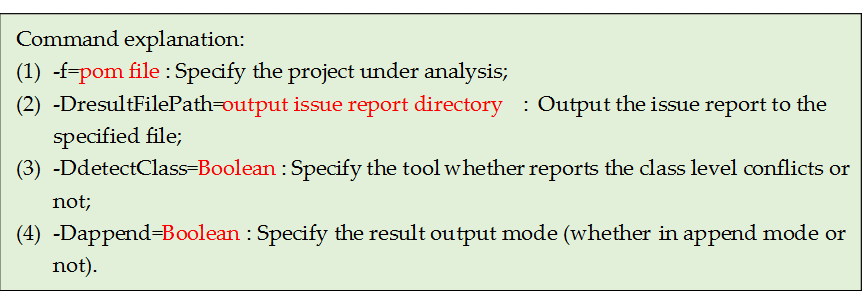 Command explanation:
(1) -f=pom file : Specify the project under analysis;
(2) -DresultFilePath=output issue report directory : Output the issue report to the
specified file;
(3) -DdetectClass=Boolean : Specify the tool whether reports the class level conflicts or
not;
(4) -Dappend=Boolean : Specify the result output mode (whether in append mode or
not).